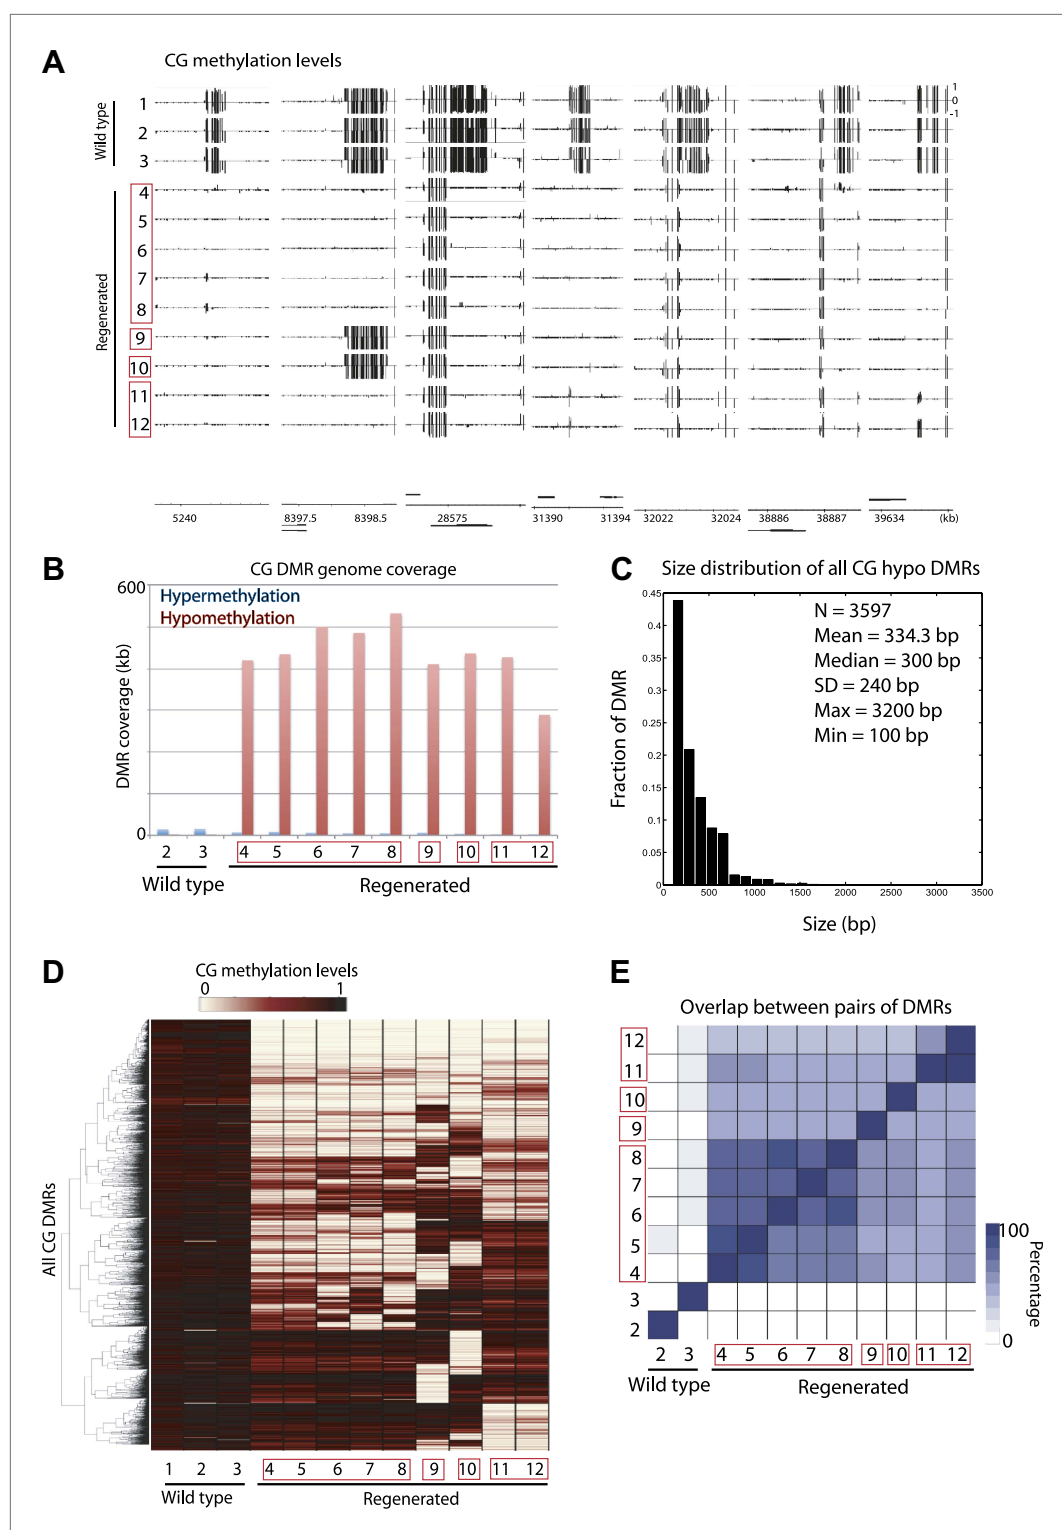 A
CG methylation levels
Wild type
1
2
3
1
0
-1
Regenerated
4
5
6
7
8
9
10
11
12
5240
8397.5
8398.5
28575
31390
31394
32022
32024
38886
38887
39634
(kb)
B
CG DMR genome coverage
600
Hypermethylation
Hypomethylation
DMR coverage (kb)
0
2 3 4 5 6 7 8 9 10 11 12
Wild type
Regenerated
C
Size distribution of all CG hypo DMRs
N = 3597
Mean = 334.3 bp
Median = 300 bp
SD = 240 bp
Max = 3200 bp
Min = 100 bp
Fraction of DMR
0.45
0.4
0.35
0.3
0.25
0.2
0.15
0.1
0.05
0
0 500 1000 1500 2000 2500 3000 3500
Size (bp)
D
CG methylation levels
0 1
All CG DMRs
1 2 3 4 5 6 7 8 9 10 11 12
Wild type
Regenerated
E
Overlap between pairs of DMRs
12
11
10
9
8
7
6
5
4
3
2
100
Percentage
0
2 3 4 5 6 7 8 9 10 11 12
Wild type
Regenerated